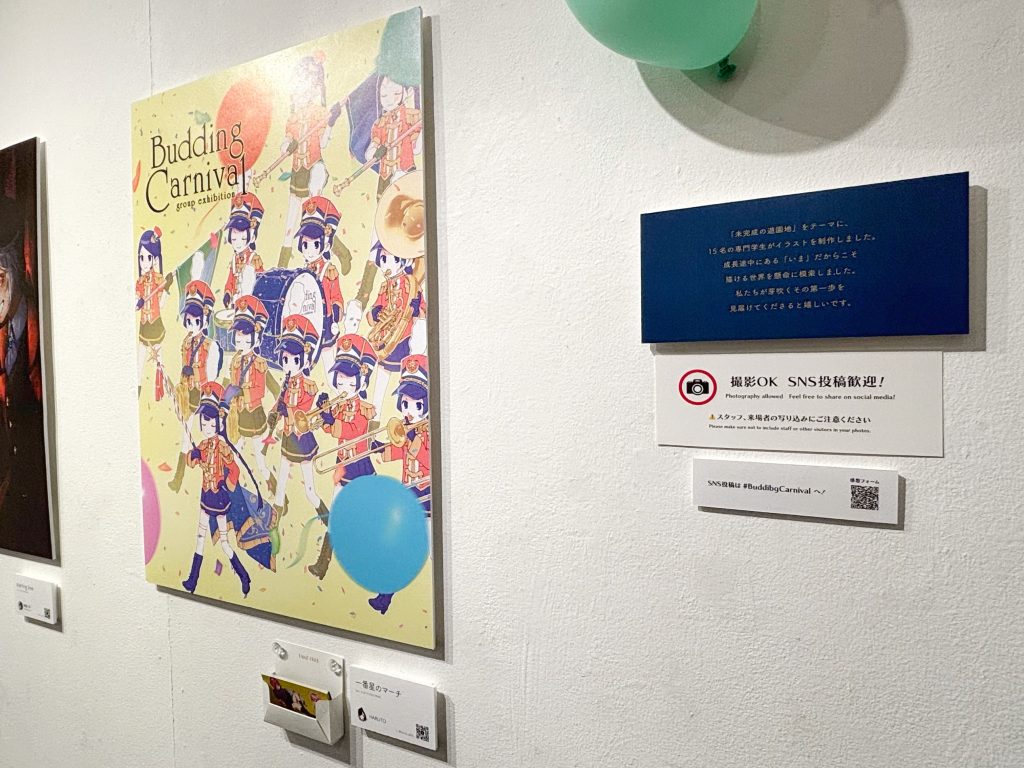 Budding
Carnival
group exhibition
「未完成の遊園地」をテーマに、
15名の専門学生がイラストを制作しました。
成長途中にある「いま」だからこそ
描ける世界を懸命に模索しました。
私たちが芽吹くその第一歩を
見届けてくださると嬉しいです。
撮影OK SNS投稿歓迎!
Photography allowed Feel free to share on social media!
スタッフ、来場者の写り込みにご注意ください
Please make sure not to include staff or other visitors in your photos.
感想フォーム
SNS投稿は #BuddibgCarnival へ!
一番星のマーチ
HARUTO